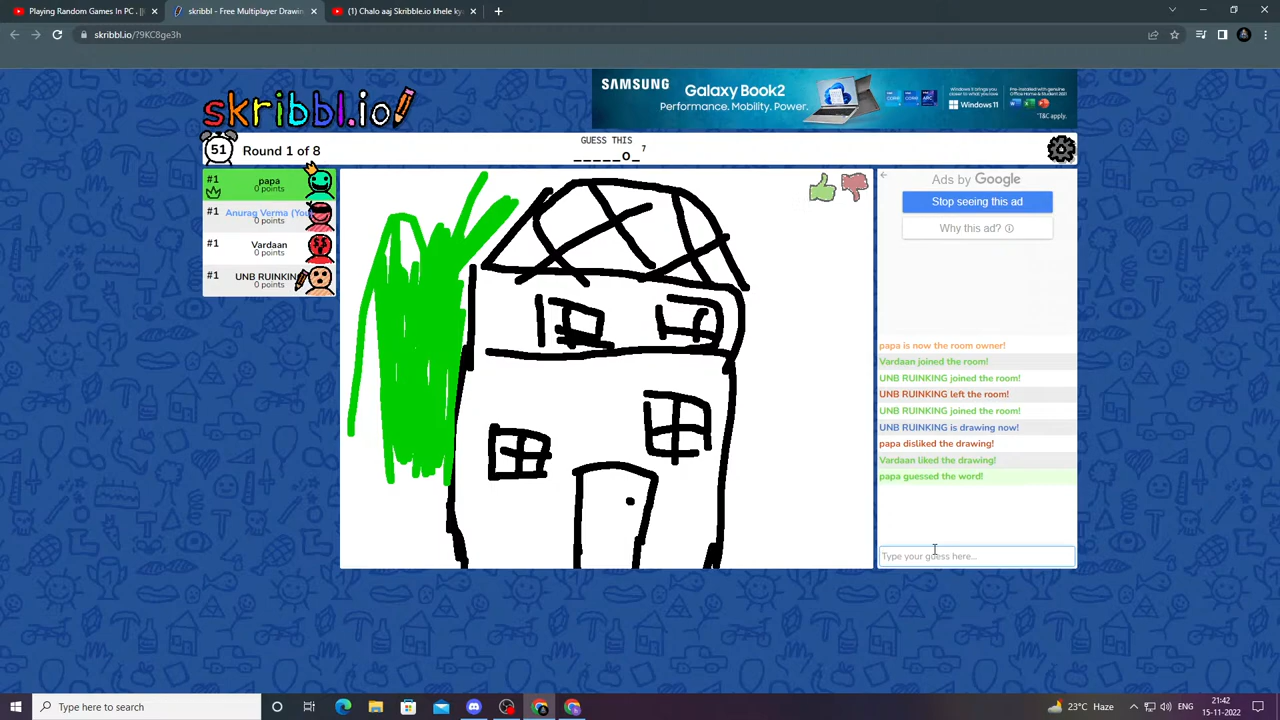 Playing Random Games In PC . ||
skribbl - Free Multiplayer Drawin
(1) Chalo aaj Skribble.io khele ky
skribbl.io/?9KC8ge3h
SAMSUNG
Galaxy Book2
Performance. Mobility. Power.
Windows 11
*T&C apply.
skribbl.io
51
Round 1 of 8
GUESS THIS
_____o_ 7
#1 papa
0 points
#1 Anurag Verma (You
0 points
#1 Vardaan
0 points
#1 UNB RUINKIN
0 points
Ads by Google
Stop seeing this ad
Why this ad?
papa is now the room owner!
Vardaan joined the room!
UNB RUINKING joined the room!
UNB RUINKING left the room!
UNB RUINKING joined the room!
UNB RUINKING is drawing now!
papa disliked the drawing!
Vardaan liked the drawing!
papa guessed the word!
Type your guess here...
Type here to search
23°C Haze
ENG
21:42
15-11-2022